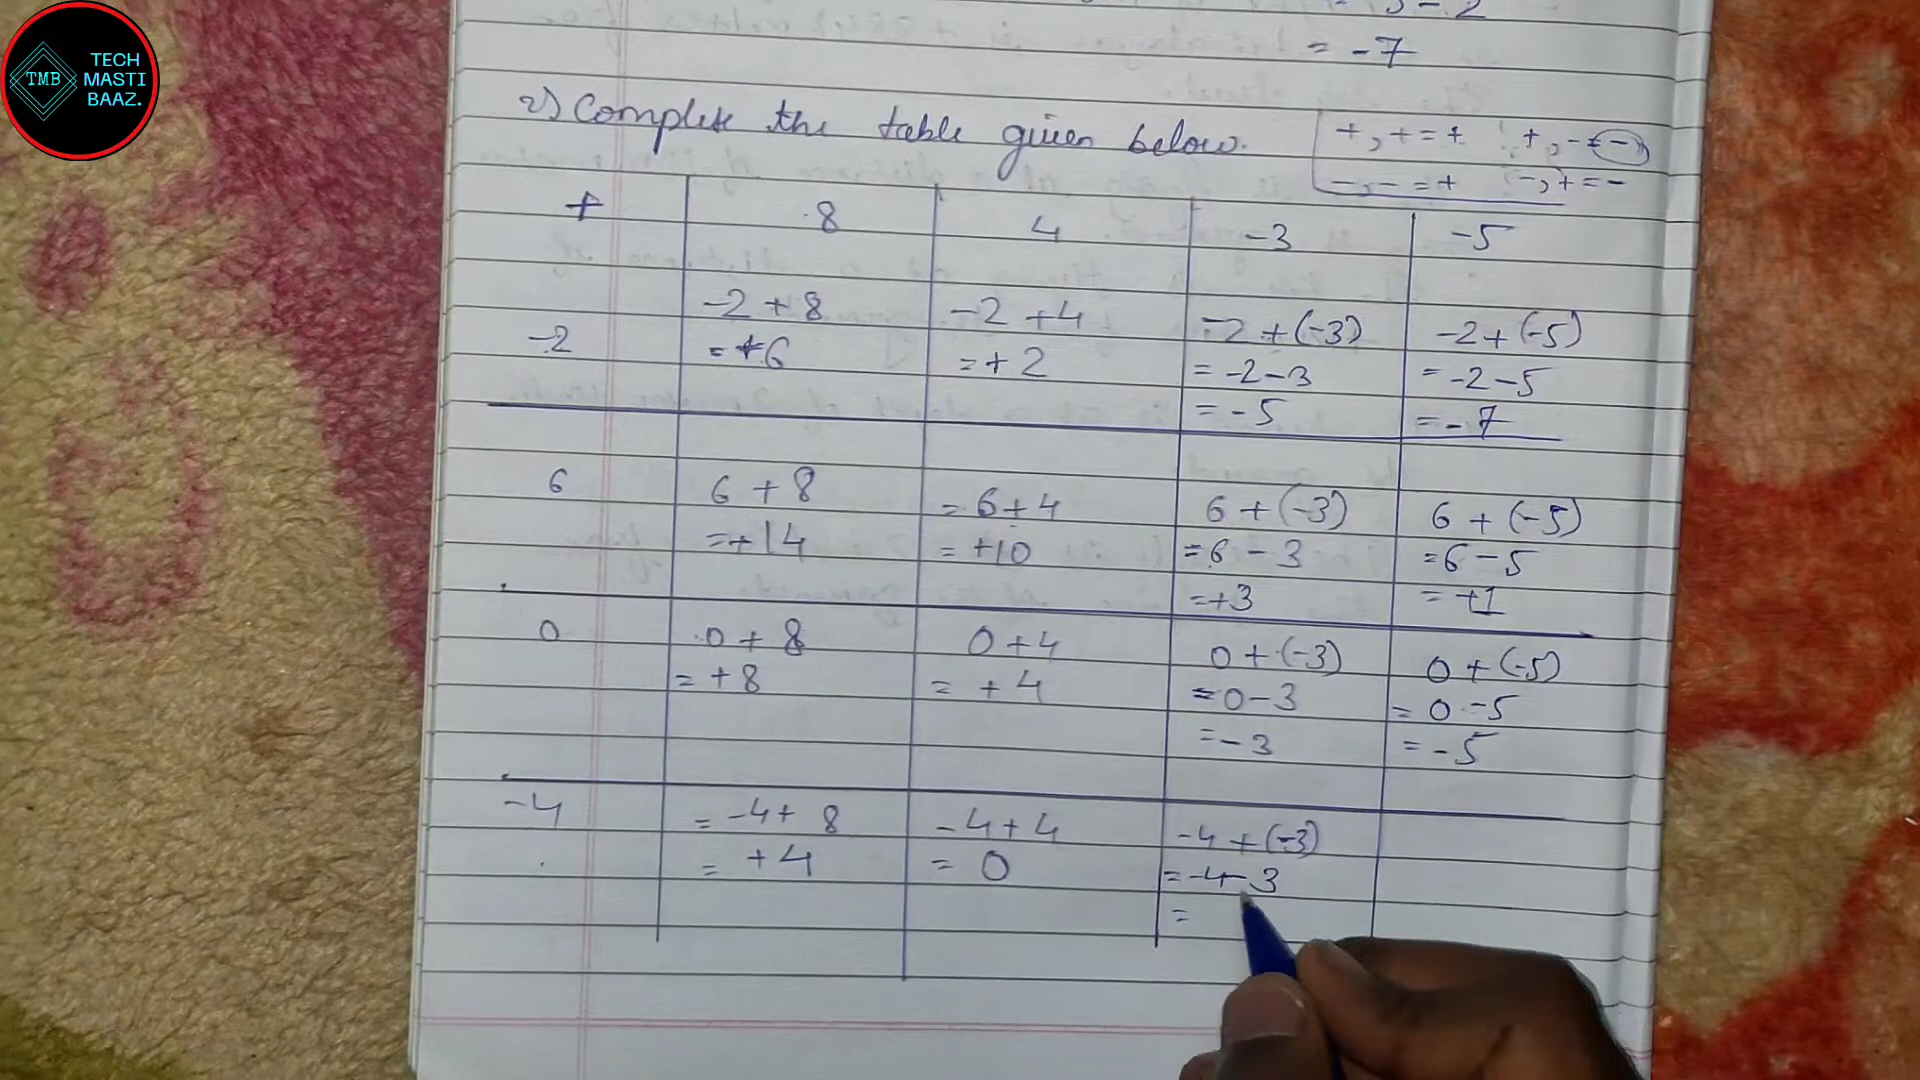 TECH
TMB MASTI
BAAZ.
= -7
2) Complete the table given below.
+, + = + +, - = -
-, - = + -, + = -
+ 8 4 -3 -5
-2 + 8 -2 + 4 -2 + (-3) -2 + (-5)
-2 = +6 = + 2 = -2 - 3 = -2 - 5
= -5 = -7
6 6 + 8 = 6 + 4 6 + (-3) 6 + (-5)
= +14 = +10 = 6 - 3 = 6 - 5
= +3 = +1
0 0 + 8 0 + 4 0 + (-3) 0 + (-5)
= +8 = +4 = 0 - 3 = 0 - 5
= -3 = -5
-4 = -4 + 8 -4 + 4 -4 + (-3)
= +4 = 0 = -4 - 3
=